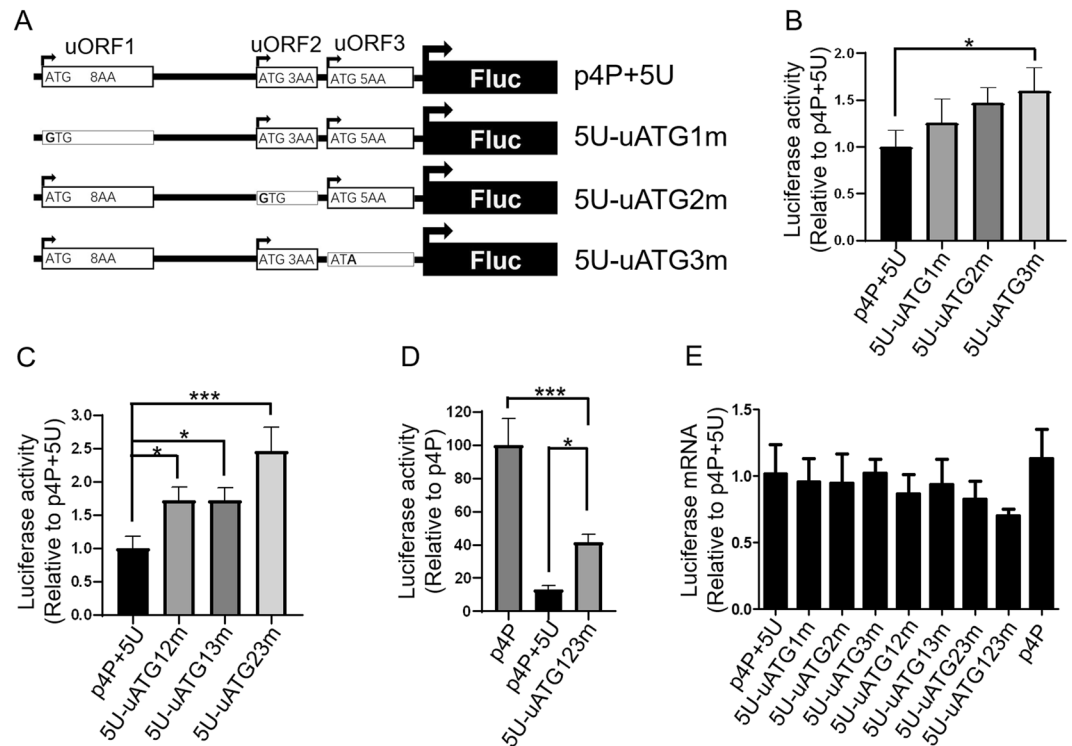 A
uORF1 uORF2 uORF3
ATG 8AA ATG 3AA ATG 5AA Fluc p4P+5U
GTG ATG 3AA ATG 5AA Fluc 5U-uATG1m
ATG 8AA GTG ATG 5AA Fluc 5U-uATG2m
ATG 8AA ATG 3AA ATA Fluc 5U-uATG3m
B
Luciferase activity
(Relative to p4P+5U)
2.0
1.5
1.0
0.5
0.0
*
p4P+5U
5U-uATG1m
5U-uATG2m
5U-uATG3m
C
Luciferase activity
(Relative to p4P+5U)
3.0
2.5
2.0
1.5
1.0
0.5
0.0
***
*
*
p4P+5U
5U-uATG12m
5U-uATG13m
5U-uATG23m
D
Luciferase activity
(Relative to p4P)
120
100
80
60
40
20
0
***
*
p4P
p4P+5U
5U-uATG123m
E
Luciferase mRNA
(Relative to p4P+5U)
1.5
1.0
0.5
0.0
p4P+5U
5U-uATG1m
5U-uATG2m
5U-uATG3m
5U-uATG12m
5U-uATG13m
5U-uATG23m
5U-uATG123m
p4P